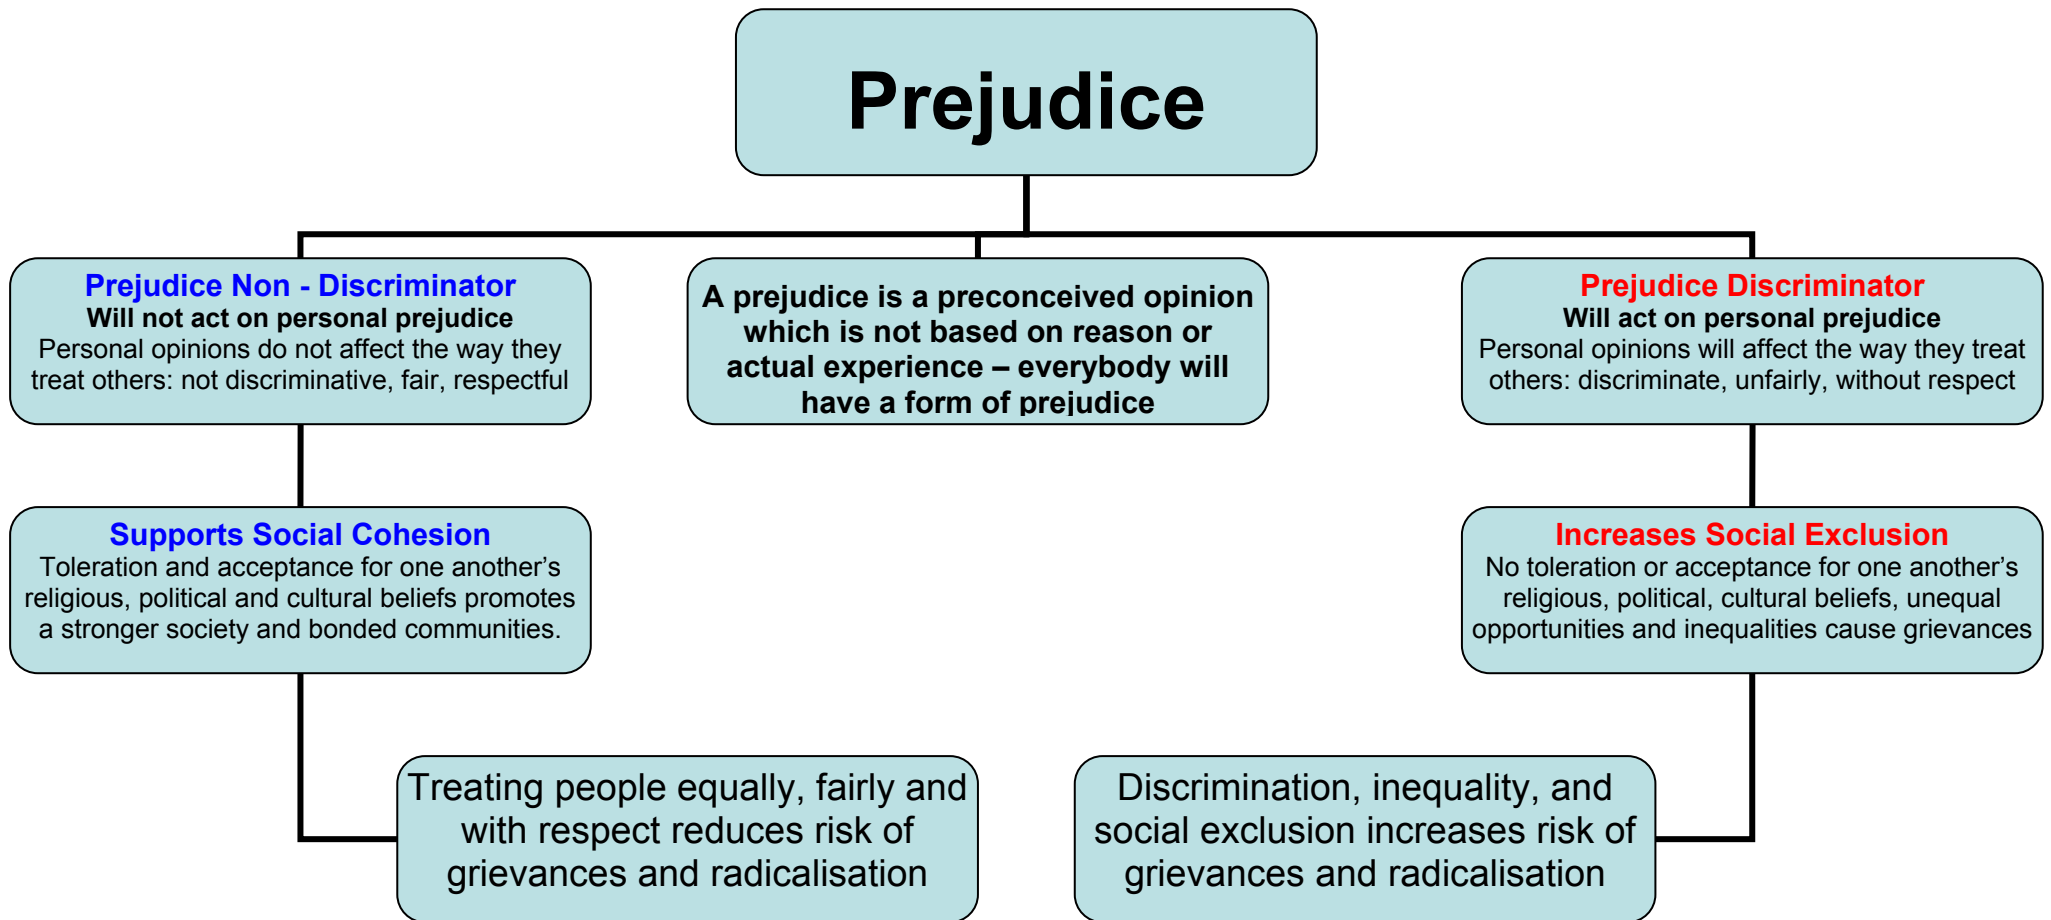 Prejudice
Prejudice Non - Discriminator
Will not act on personal prejudice
Personal opinions do not affect the way they
treat others: not discriminative, fair, respectful
A prejudice is a preconceived opinion
which is not based on reason or
actual experience – everybody will
have a form of prejudice
Prejudice Discriminator
Will act on personal prejudice
Personal opinions will affect the way they treat
others: discriminate, unfairly, without respect
Supports Social Cohesion
Toleration and acceptance for one another’s
religious, political and cultural beliefs promotes
a stronger society and bonded communities.
Increases Social Exclusion
No toleration or acceptance for one another’s
religious, political, cultural beliefs, unequal
opportunities and inequalities cause grievances
Treating people equally, fairly and
with respect reduces risk of
grievances and radicalisation
Discrimination, inequality, and
social exclusion increases risk of
grievances and radicalisation